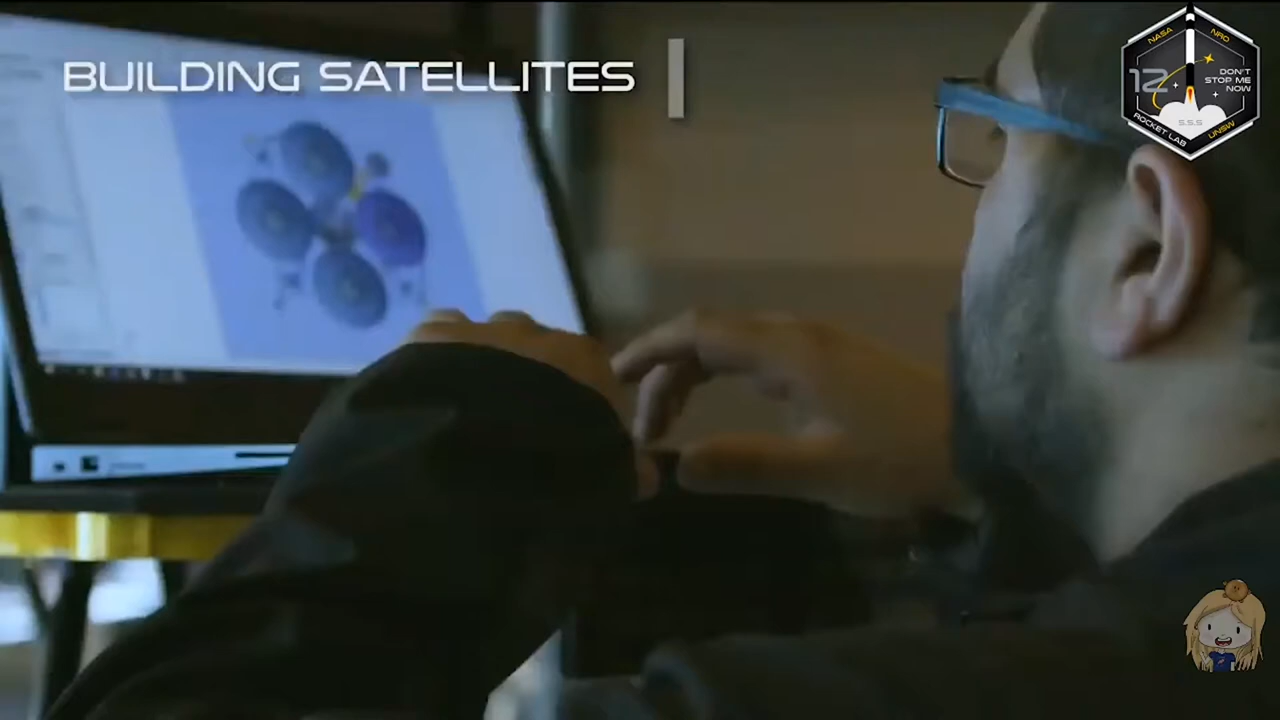 BUILDING SATELLITES
NASA
NRO
12
DON'T
STOP ME
NOW
S.S.S
ROCKET LAB
UNSW